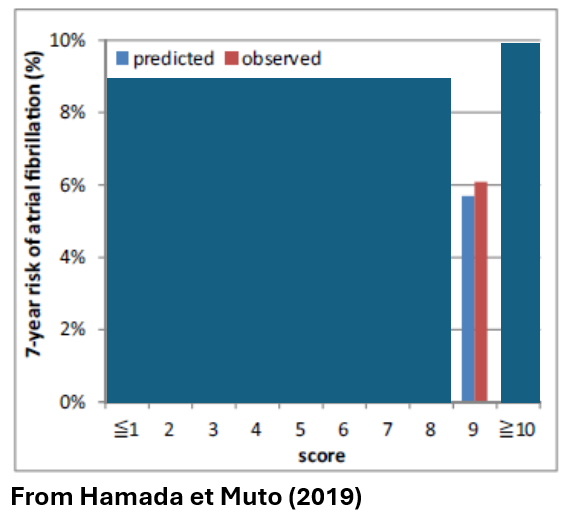 7-year risk of atrial fibrillation (%)
10%
predicted observed
8%
6%
4%
2%
0%
≦1 2 3 4 5 6 7 8 9 ≧10
score
From Hamada et Muto (2019)